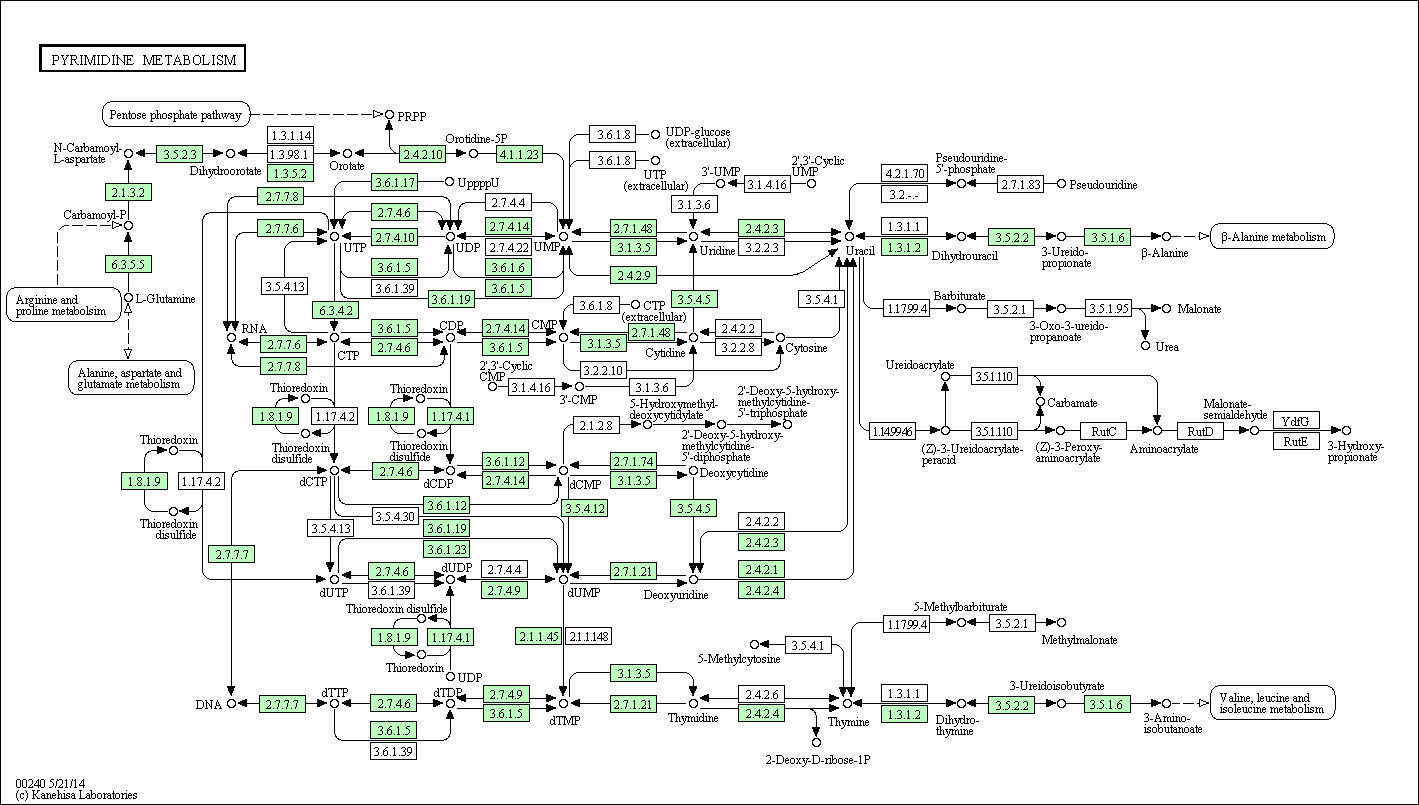 PYRIMIDINE METABOLISM
Pentose phosphate pathway
PRPP
N-Carbamoyl-
L-aspartate
3.5.2.3
Dihydroorotate
1.3.1.14
1.3.98.1
1.3.5.2
Orotate
2.4.2.10
Orotidine-5P
4.1.1.23
3.6.1.8
UDP-glucose
(extracellular)
3.6.1.8
UTP
(extracellular)
3'-UMP
3.1.4.16
2',3'-Cyclic
UMP
3.1.3.6
4.2.1.70
3.2.-.-
Pseudouridine-
5'-phosphate
2.7.1.83
Pseudouridine
2.1.3.2
Carbamoyl-P
6.3.5.5
Arginine and
proline metabolsim
L-Glutamine
Alanine, aspartate and
glutamate metabolism
3.6.1.17
UppppU
2.7.7.8
2.7.4.6
2.7.4.4
2.7.7.6
UTP
2.7.4.10
UDP
2.7.4.14
2.7.4.22
UMP
2.7.1.48
3.1.3.5
Uridine
2.4.2.3
3.2.2.3
Uracil
1.3.1.1
1.3.1.2
Dihydrouracil
3.5.2.2
3-Ureido-
propionate
3.5.1.6
β-Alanine
β-Alanine metabolism
3.6.1.5
3.6.1.39
3.6.1.6
3.6.1.5
2.4.2.9
3.5.4.13
3.6.1.19
6.3.4.2
3.6.1.8
CTP
(extracellular)
3.5.4.5
3.5.4.1
1.1799.4
Barbiturate
3.5.2.1
3-Oxo-3-ureido-
propanoate
3.5.1.95
Malonate
Urea
RNA
2.7.7.6
2.7.7.8
CTP
3.6.1.5
2.7.4.6
CDP
2.7.4.14
3.6.1.5
CMP
2.7.1.48
3.1.3.5
Cytidine
2.4.2.2
3.2.2.8
Cytosine
3.2.2.10
2',3'-Cyclic
CMP
3.1.4.16
3'-CMP
3.1.3.6
Ureidoacrylate
3.5.1.110
Carbamate
1.149946
(Z)-3-Ureidoacrylate-
peracid
3.5.1.110
(Z)-3-Peroxy-
aminoacrylate
RutC
Aminoacrylate
RutD
Malonate-
semialdehyde
YdfG
RutE
3-Hydroxy-
propionate
Thioredoxin
1.8.1.9
1.17.4.2
Thioredoxin
disulfide
Thioredoxin
1.8.1.9
1.17.4.1
Thioredoxin
disulfide
Thioredoxin
1.8.1.9
1.17.4.2
Thioredoxin
disulfide
2.1.2.8
5-Hydroxymethyl-
deoxycytidylate
2'-Deoxy-5-hydroxy-
methylcytidine-
5'-diphosphate
2'-Deoxy-5-hydroxy-
methylcytidine-
5'-triphosphate
dCTP
2.7.4.6
dCDP
3.6.1.12
2.7.4.14
dCMP
2.7.1.74
3.1.3.5
Deoxycytidine
3.6.1.12
3.5.4.12
3.5.4.5
3.5.4.30
3.5.4.13
3.6.1.19
3.6.1.23
2.4.2.2
2.4.2.3
2.7.7.7
dUTP
2.7.4.6
3.6.1.39
dUDP
2.7.4.4
2.7.4.9
dUMP
2.7.1.21
Deoxyuridine
2.4.2.1
2.4.2.4
Thioredoxin disulfide
1.8.1.9
1.17.4.1
Thioredoxin
UDP
2.1.1.45
2.1.1.148
5-Methylcytosine
3.5.4.1
1.1799.4
5-Methylbarbiturate
3.5.2.1
Methylmalonate
DNA
2.7.7.7
dTTP
2.7.4.6
dTDP
2.7.4.9
3.6.1.5
dTMP
3.1.3.5
2.7.1.21
Thymidine
2.4.2.6
2.4.2.4
Thymine
1.3.1.1
1.3.1.2
Dihydro-
thymine
3.5.2.2
3-Ureidoisobutyrate
3.5.1.6
3-Amino-
isobutanoate
Valine, leucine and
isoleucine metabolism
3.6.1.5
3.6.1.39
2-Deoxy-D-ribose-1P
00240 5/21/14
(c) Kanehisa Laboratories